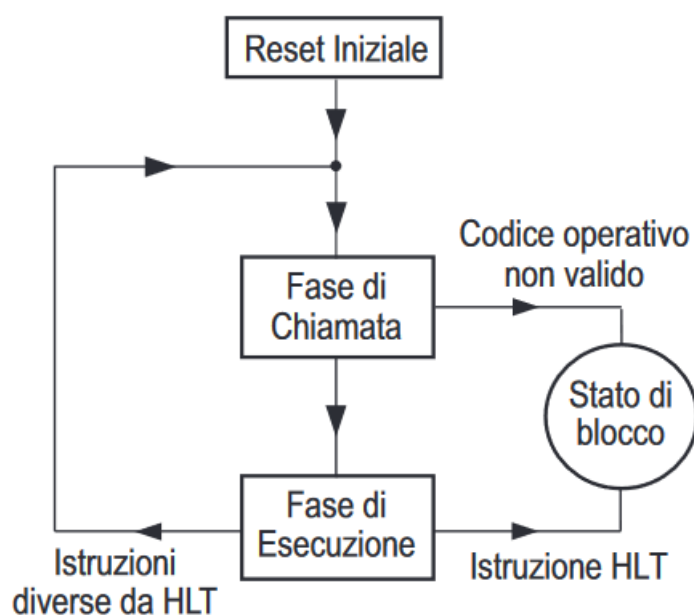 Reset Iniziale
Codice operativo
non valido
Fase di
Chiamata
Stato di
blocco
Fase di
Esecuzione
Istruzioni
diverse da HLT
Istruzione HLT